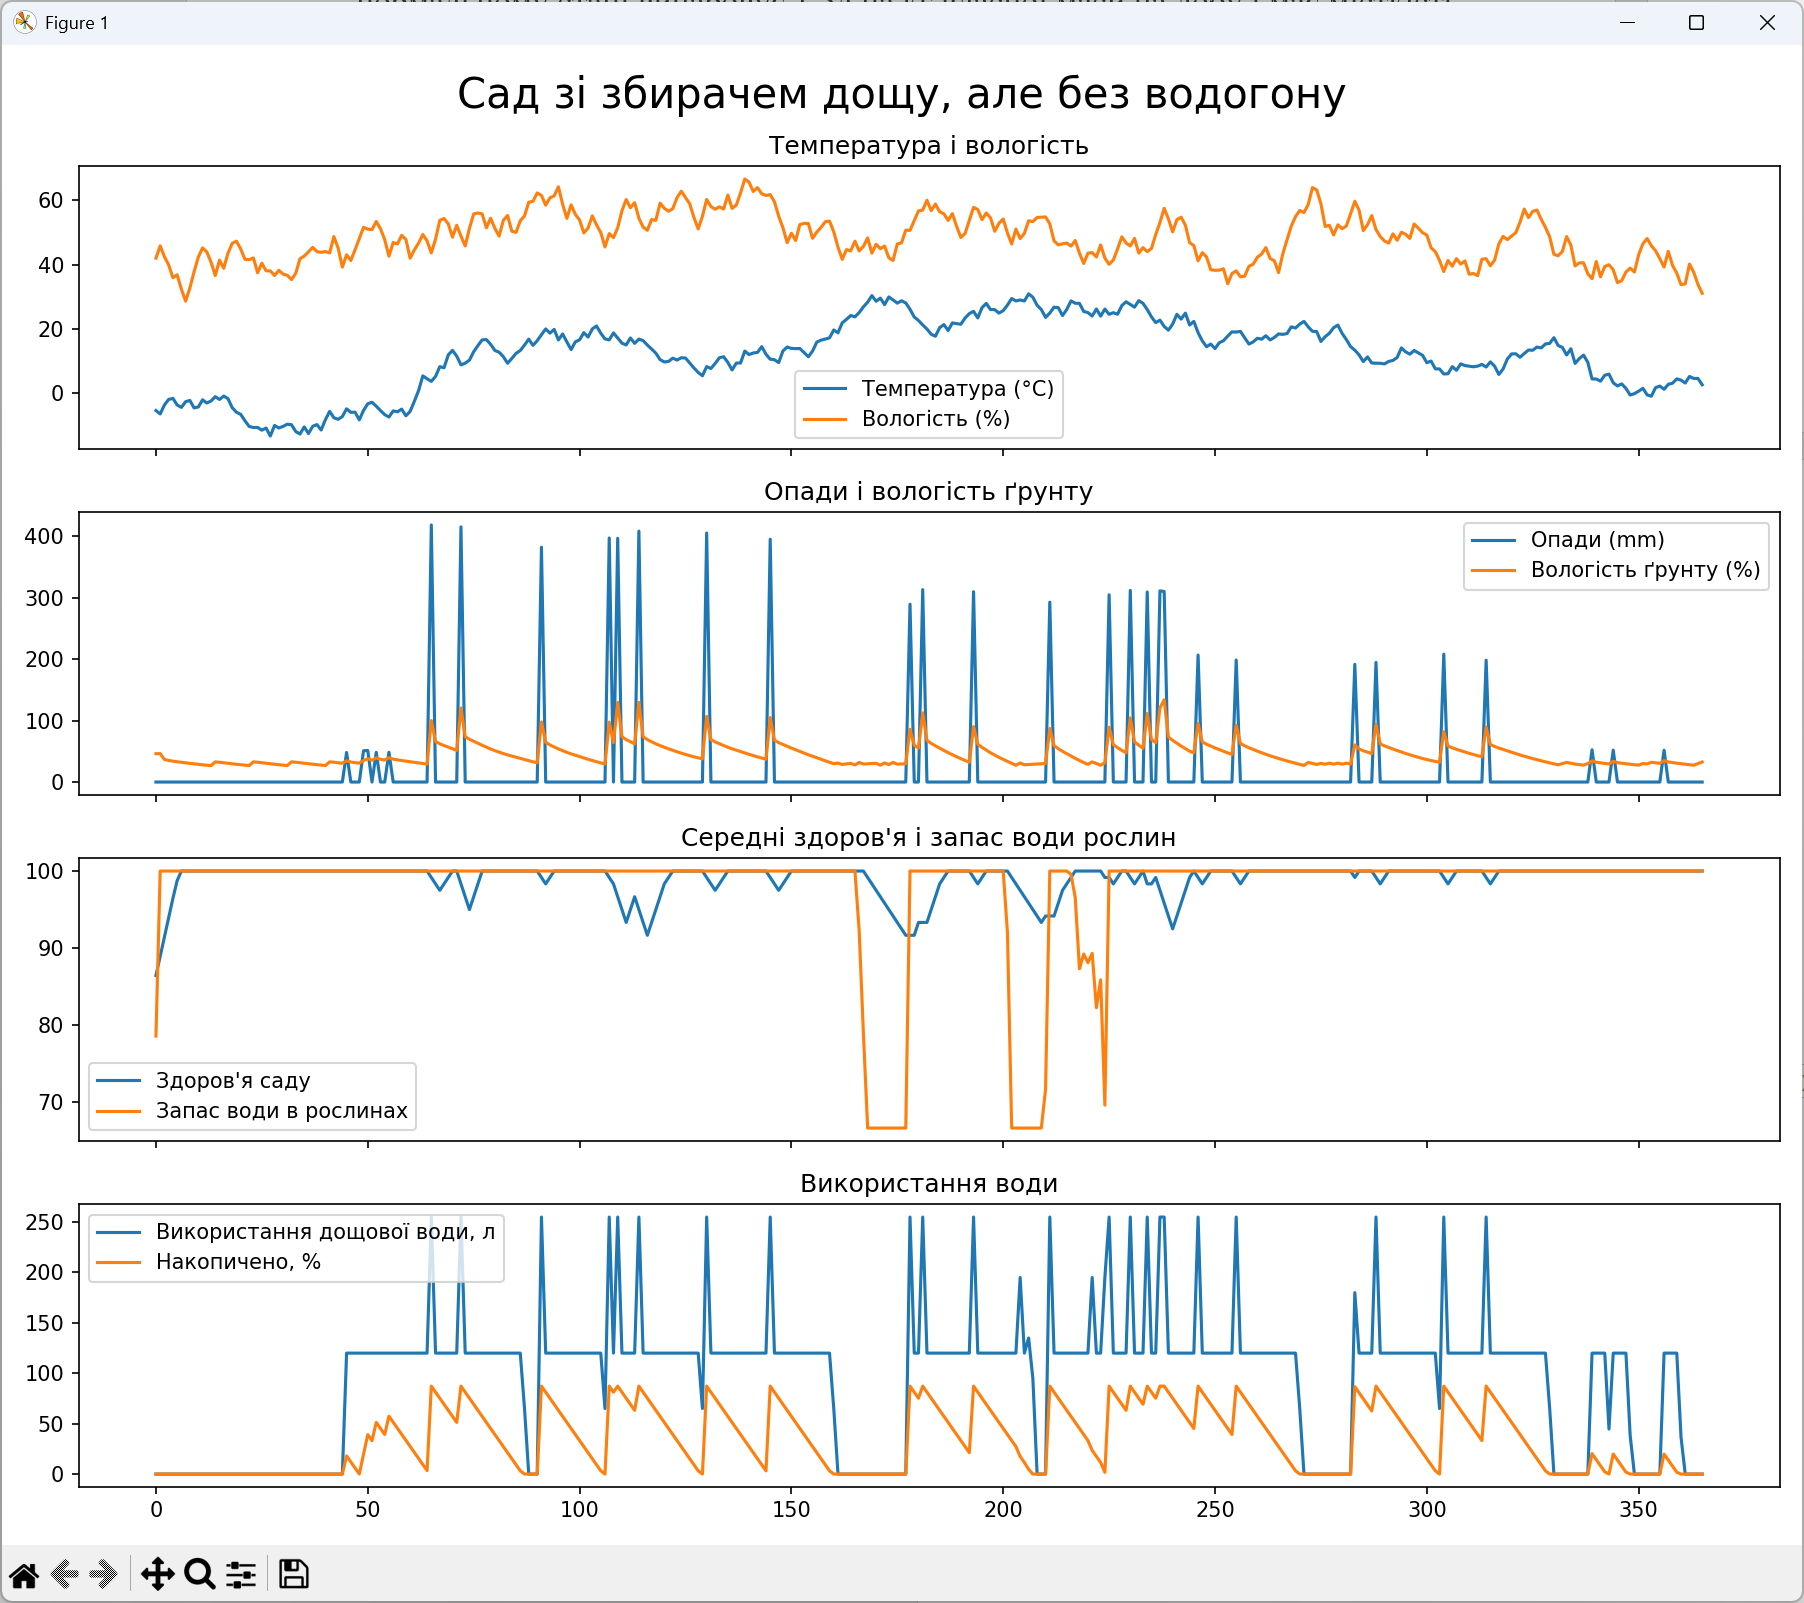 Figure 1
Сад зі збирачем дощу, але без водогону
Температура і вологість
60
40
20
0
Температура (°C)
Вологість (%)
Опади і вологість ґрунту
400
300
200
100
0
Опади (mm)
Вологість ґрунту (%)
Середні здоров'я і запас води рослин
100
90
80
70
Здоров'я саду
Запас води в рослинах
Використання води
250
200
150
100
50
0
Використання дощової води, л
Накопичено, %
0 50 100 150 200 250 300 350